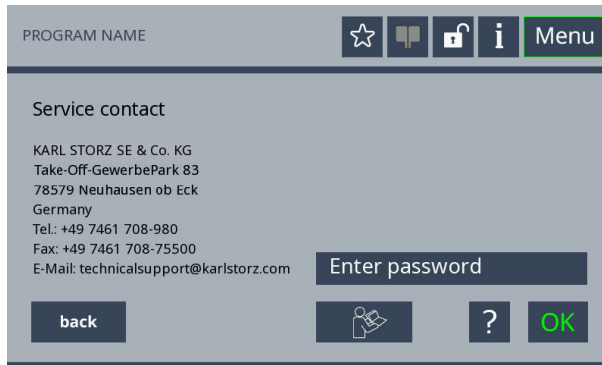 PROGRAM NAME
i
Menu
Service contact
KARL STORZ SE & Co. KG
Take-Off-GewerbePark 83
78579 Neuhausen ob Eck
Germany
Tel.: +49 7461 708-980
Fax: +49 7461 708-75500
E-Mail: technicalsupport@karlstorz.com
Enter password
back
?
OK